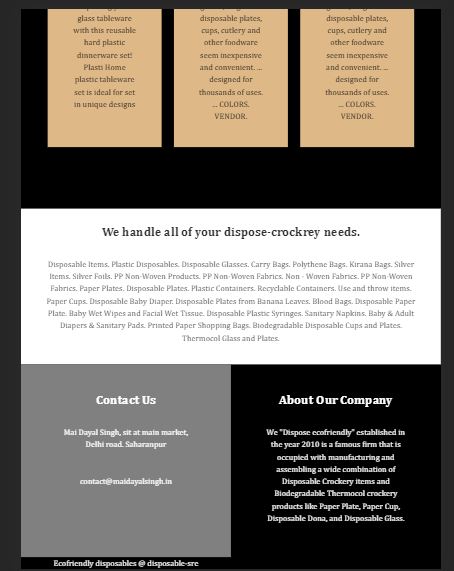 glass tableware
with this reusable
hard plastic
dinnerware set!
Plasti Home
plastic tableware
set is ideal for set
in unique designs
disposable plates,
cups, cutlery and
other foodware
seem inexpensive
and convenient. ...
designed for
thousands of uses.
... COLORS.
VENDOR.
disposable plates,
cups, cutlery and
other foodware
seem inexpensive
and convenient. ...
designed for
thousands of uses.
... COLORS.
VENDOR.
We handle all of your dispose-crockrey needs.
Disposable Items. Plastic Disposables. Disposable Glasses. Carry Bags. Polythene Bags. Kirana Bags. Silver
Items. Silver Foils. PP Non-Woven Products. PP Non-Woven Fabrics. Non - Woven Fabrics. PP Non-Woven
Fabrics. Paper Plates. Disposable Plates. Plastic Containers. Recyclable Containers. Use and throw items.
Paper Cups. Disposable Baby Diaper. Disposable Plates from Banana Leaves. Blood Bags. Disposable Paper
Plate. Baby Wet Wipes and Facial Wet Tissue. Disposable Plastic Syringes. Sanitary Napkins. Baby & Adult
Diapers & Sanitary Pads. Printed Paper Shopping Bags. Biodegradable Disposable Cups and Plates.
Thermocol Glass and Plates.
Contact Us
Mai Dayal Singh, sit at main market,
Delhi road. Saharanpur
contact@maidayalsingh.in
About Our Company
We "Dispose ecofriendly" established in
the year 2010 is a famous firm that is
occupied with manufacturing and
assembling a wide combination of
Disposable Crockery items and
Biodegradable Thermocol crockery
products like Paper Plate, Paper Cup,
Disposable Dona, and Disposable Glass.
Ecofriendly disposables @ disposable-sre